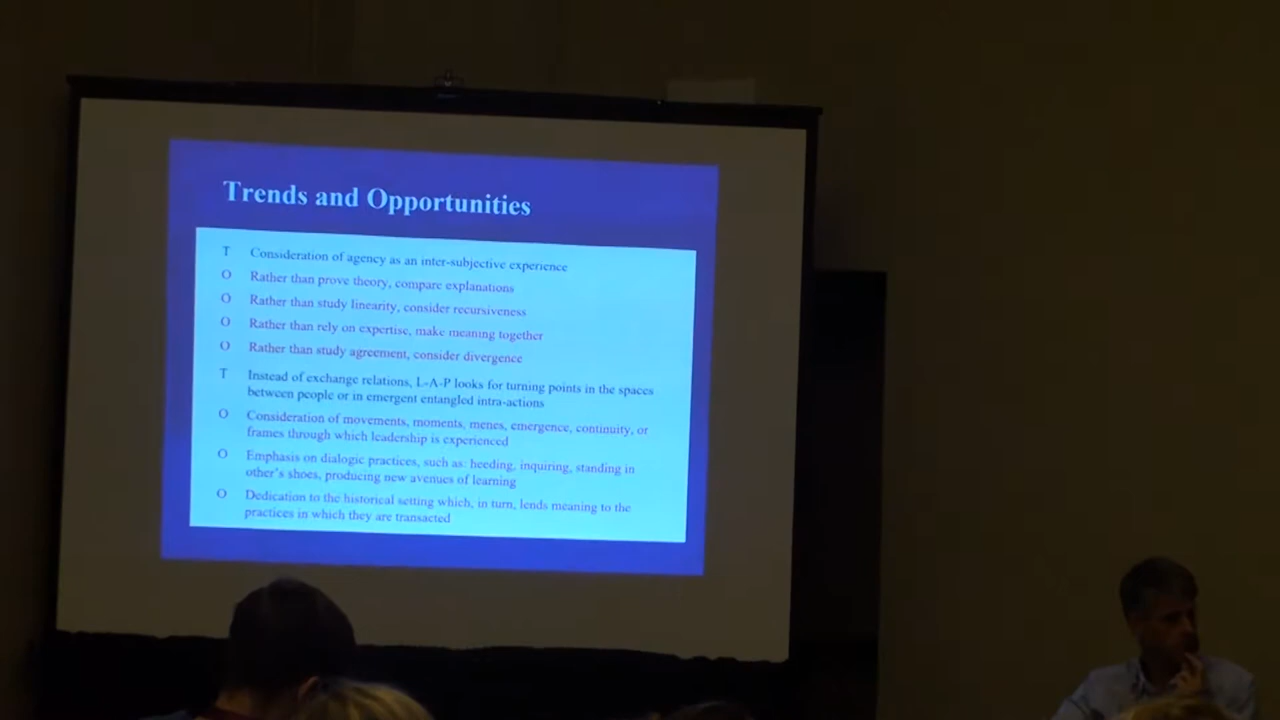 Trends and Opportunities
T Consideration of agency as an inter-subjective experience
O Rather than prove theory, compare explanations
O Rather than study linearity, consider recursiveness
O Rather than rely on expertise, make meaning together
O Rather than study agreement, consider divergence
T Instead of exchange relations, L-A-P looks for turning points in the spaces
between people or in emergent entangled intra-actions
O Consideration of movements, moments, memes, emergence, continuity, or
frames through which leadership is experienced
O Emphasis on dialogic practices, such as: heeding, inquiring, standing in
other's shoes, producing new avenues of learning
O Dedication to the historical setting which, in turn, lends meaning to the
practices in which they are transacted